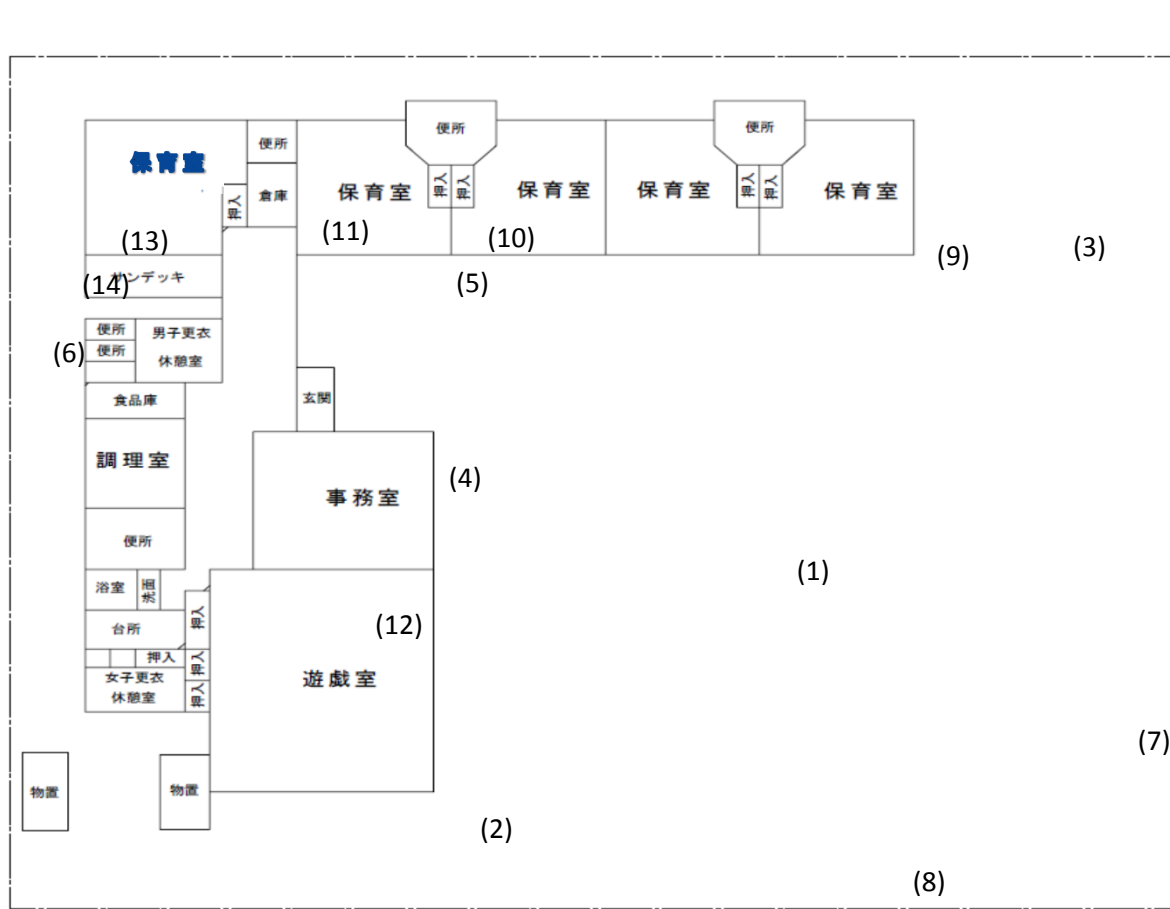 便所
便所
便所
保育室
押入
倉庫
保育室
押入
押入
保育室
保育室
押入
押入
保育室
(13)
(11)
(10)
(9)
(3)
サンデッキ
(14)
(5)
便所
男子更衣
休憩室
便所
(6)
食品庫
玄関
調理室
(4)
事務室
便所
(1)
浴室
洗面
押入
(12)
台所
押入
押入
女子更衣
休憩室
押入
遊戯室
(7)
物置
物置
(2)
(8)